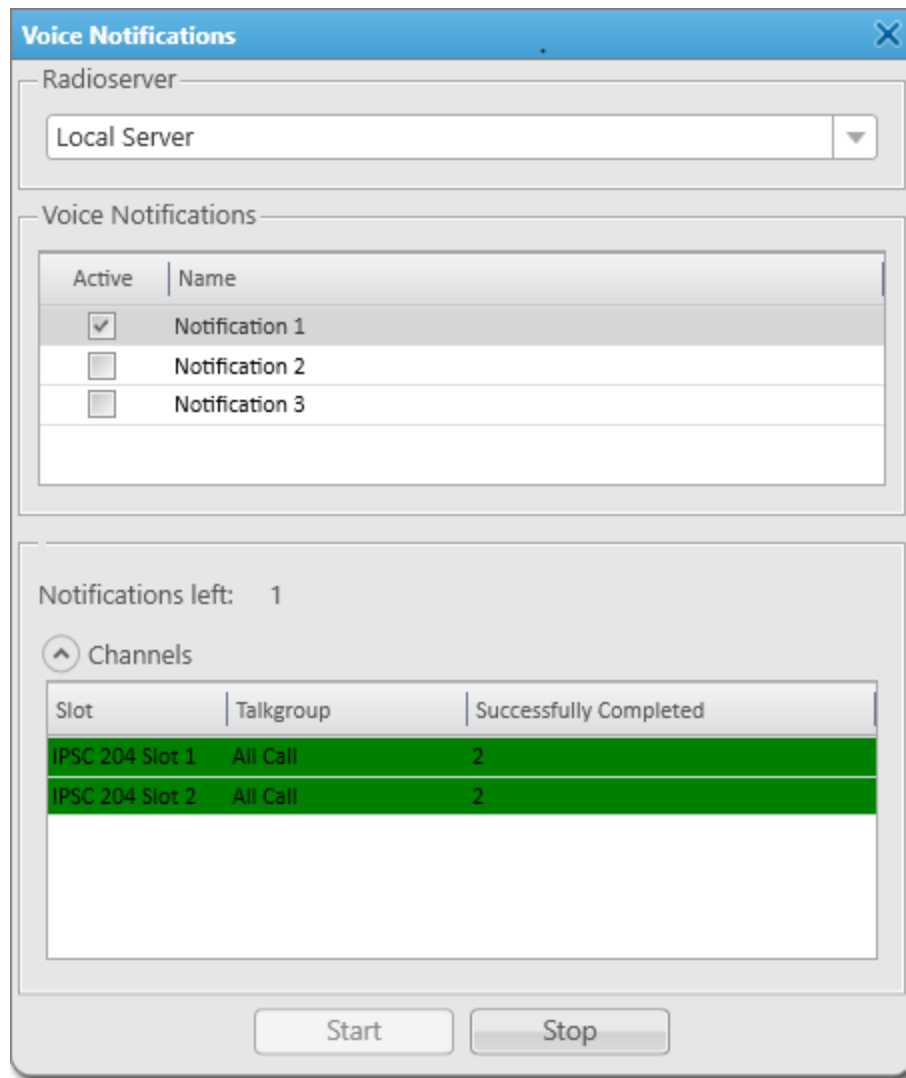 Voice Notifications
Radioserver
Local Server
Voice Notifications
Active Name
Notification 1
Notification 2
Notification 3
Notifications left: 1
Channels
Slot Talkgroup Successfully Completed
IPSC 204 Slot 1 All Call 2
IPSC 204 Slot 2 All Call 2
Start Stop